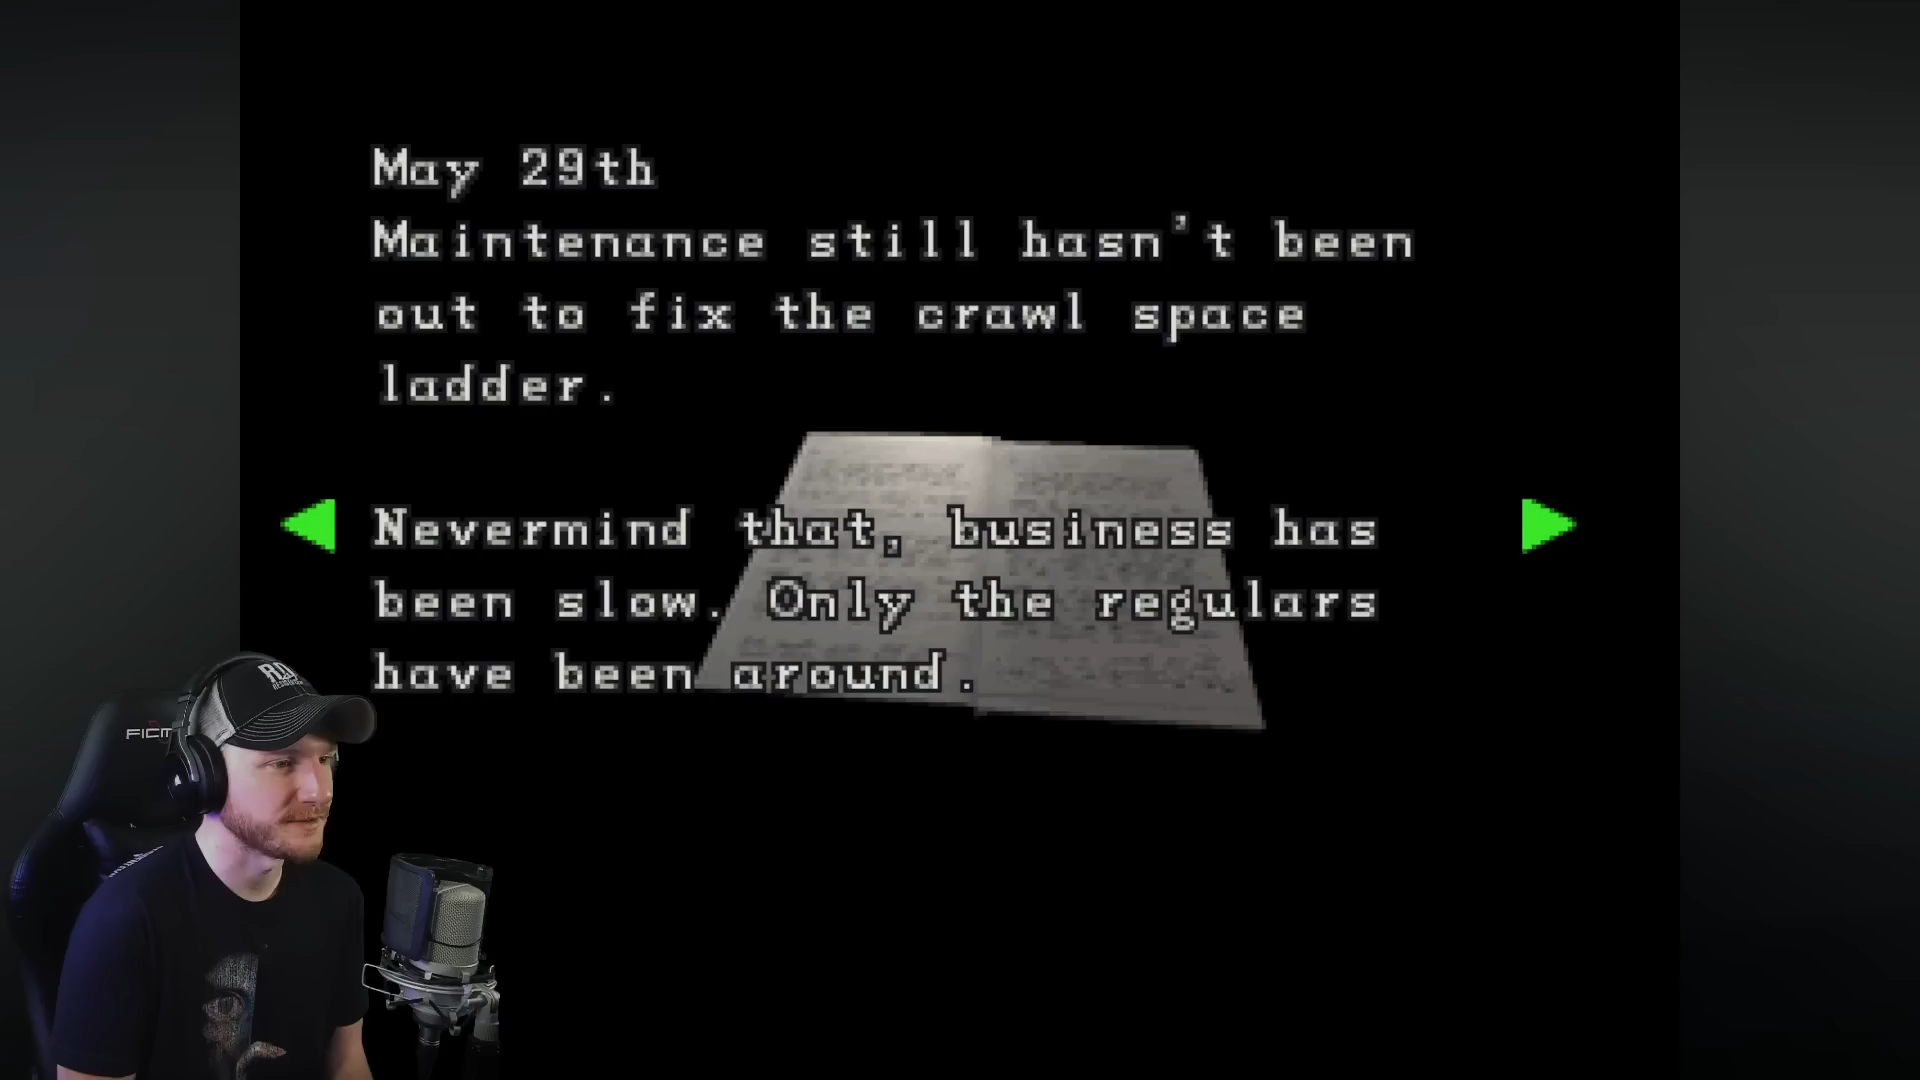 May 29th
Maintenance still hasn't been
out to fix the crawl space
ladder.
Nevermind that, business has
been slow. Only the regulars
have been around.